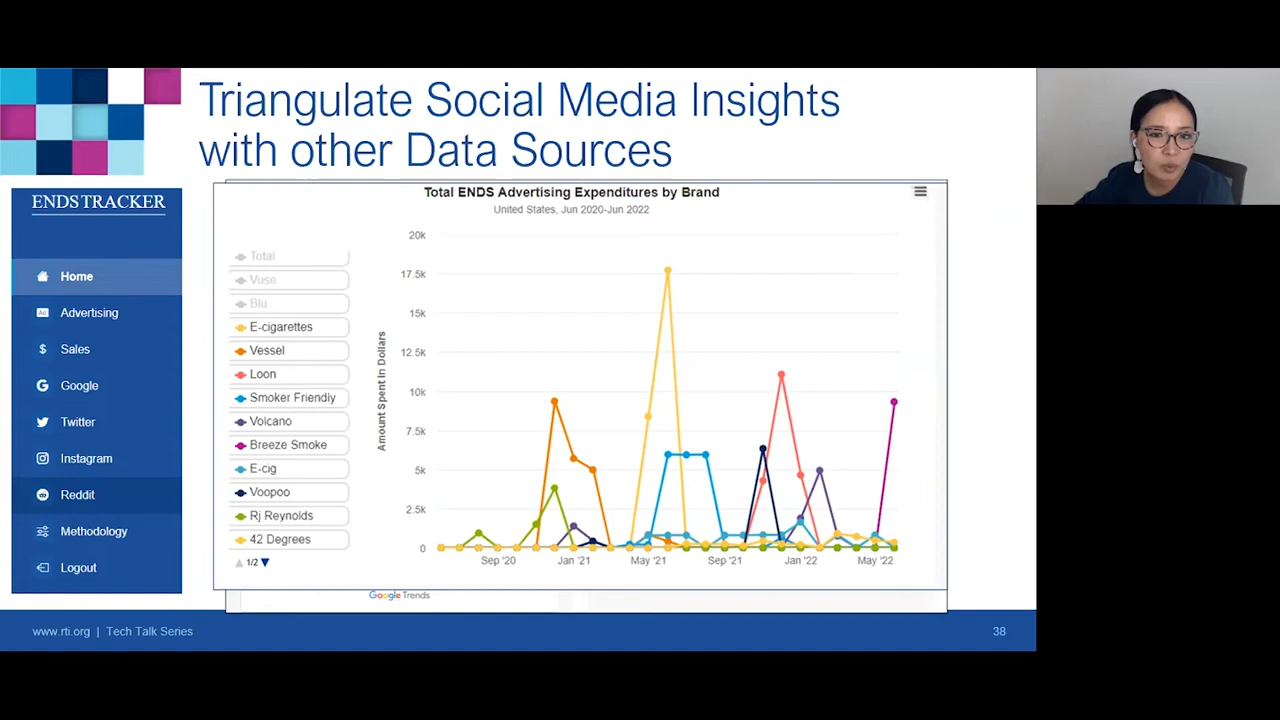 Triangulate Social Media Insights
with other Data Sources
ENDSTRACKER
Home
Ad
Advertising
$
Sales
G
Google
Twitter
Instagram
Reddit
Methodology
Logout
Total ENDS Advertising Expenditures by Brand
United States, Jun 2020-Jun 2022
Total
Vuse
Blu
E-cigarettes
Vessel
Loon
Smoker Friendly
Volcano
Breeze Smoke
E-cig
Voopoo
Rj Reynolds
42 Degrees
1/2
Amount Spent in Dollars
20k
17.5k
15k
12.5k
10k
7.5k
5k
2.5k
0
Sep '20
Jan '21
May '21
Sep '21
Jan '22
May '22
Google Trends
www.rti.org | Tech Talk Series
38